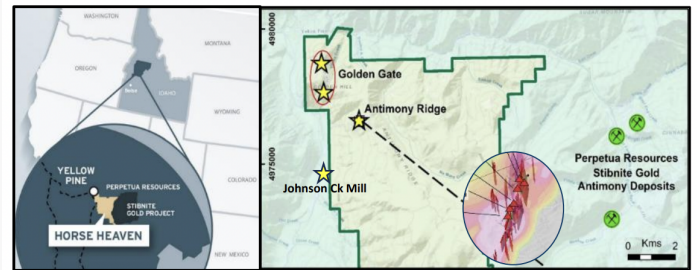 WASHINGTON
MONTANA
OREGON
IDAHO
Boise
WYOMING
COLORADO
NEW MEXICO
YELLOW
PINE
PERPETUA RESOURCES
STIBNITE
GOLD PROJECT
HORSE HEAVEN
4980000
4975000
Golden Gate
Antimony Ridge
Johnson Ck Mill
Perpetua Resources
Stibnite Gold
Antimony Deposits
0 Kms 2